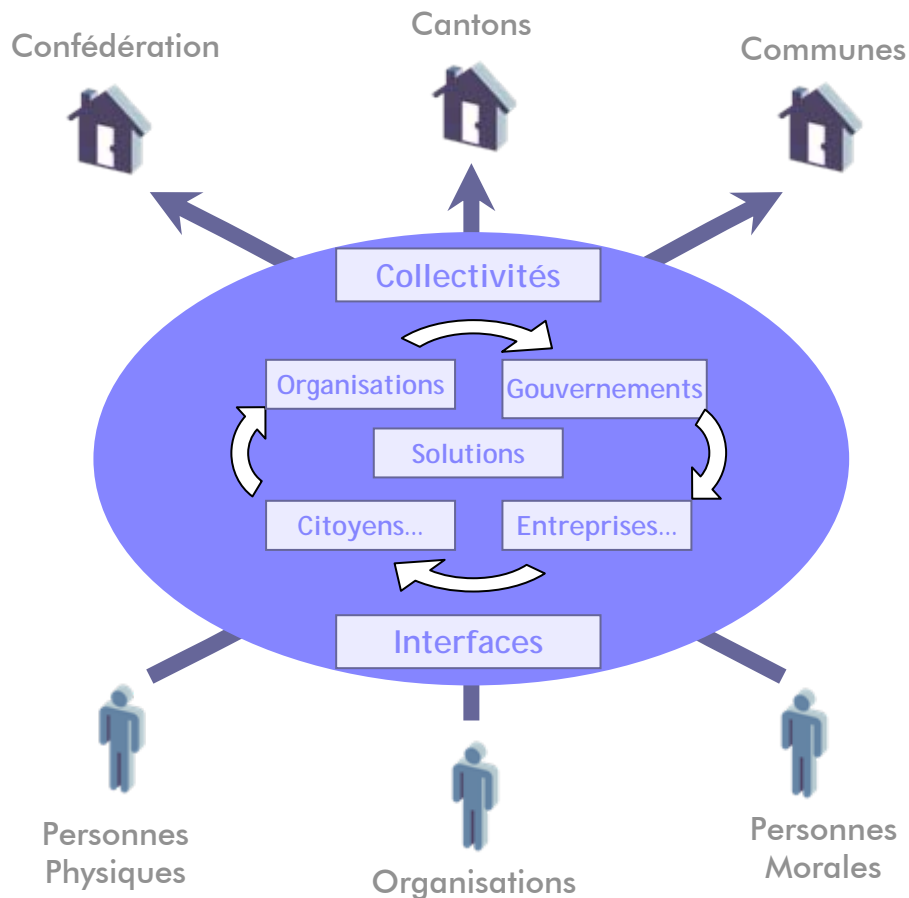 Confédération
Cantons
Communes
Collectivités
Organisations
Gouvernements
Solutions
Citoyens...
Entreprises...
Interfaces
Personnes
Physiques
Organisations
Personnes
Morales